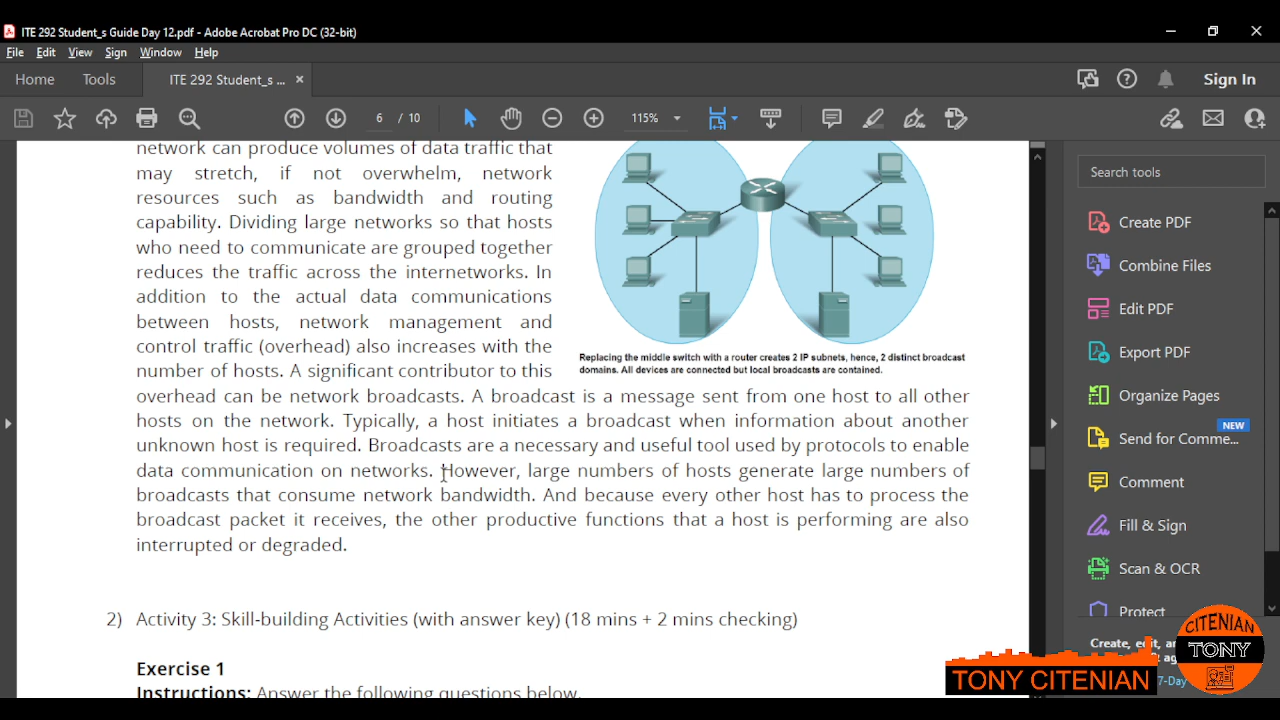 ITE 292 Student_s Guide Day 12.pdf - Adobe Acrobat Pro DC (32-bit)
File Edit View Sign Window Help
Home Tools ITE 292 Student_s ... × Sign In
6 / 10 115%
network can produce volumes of data traffic that
may stretch, if not overwhelm, network
resources such as bandwidth and routing
capability. Dividing large networks so that hosts
who need to communicate are grouped together
reduces the traffic across the internetworks. In
addition to the actual data communications
between hosts, network management and
control traffic (overhead) also increases with the
number of hosts. A significant contributor to this
Replacing the middle switch with a router creates 2 IP subnets, hence, 2 distinct broadcast
domains. All devices are connected but local broadcasts are contained.
overhead can be network broadcasts. A broadcast is a message sent from one host to all other
hosts on the network. Typically, a host initiates a broadcast when information about another
unknown host is required. Broadcasts are a necessary and useful tool used by protocols to enable
data communication on networks. However, large numbers of hosts generate large numbers of
broadcasts that consume network bandwidth. And because every other host has to process the
broadcast packet it receives, the other productive functions that a host is performing are also
interrupted or degraded.
2) Activity 3: Skill-building Activities (with answer key) (18 mins + 2 mins checking)
Exercise 1
Instructions: Answer the following questions below.
Search tools
Create PDF
Combine Files
Edit PDF
Export PDF
Organize Pages
NEW
Send for Comme...
Comment
Fill & Sign
Scan & OCR
Protect
Create, edit,
7-Day
TONY CITENIAN
CITENIAN
TONY